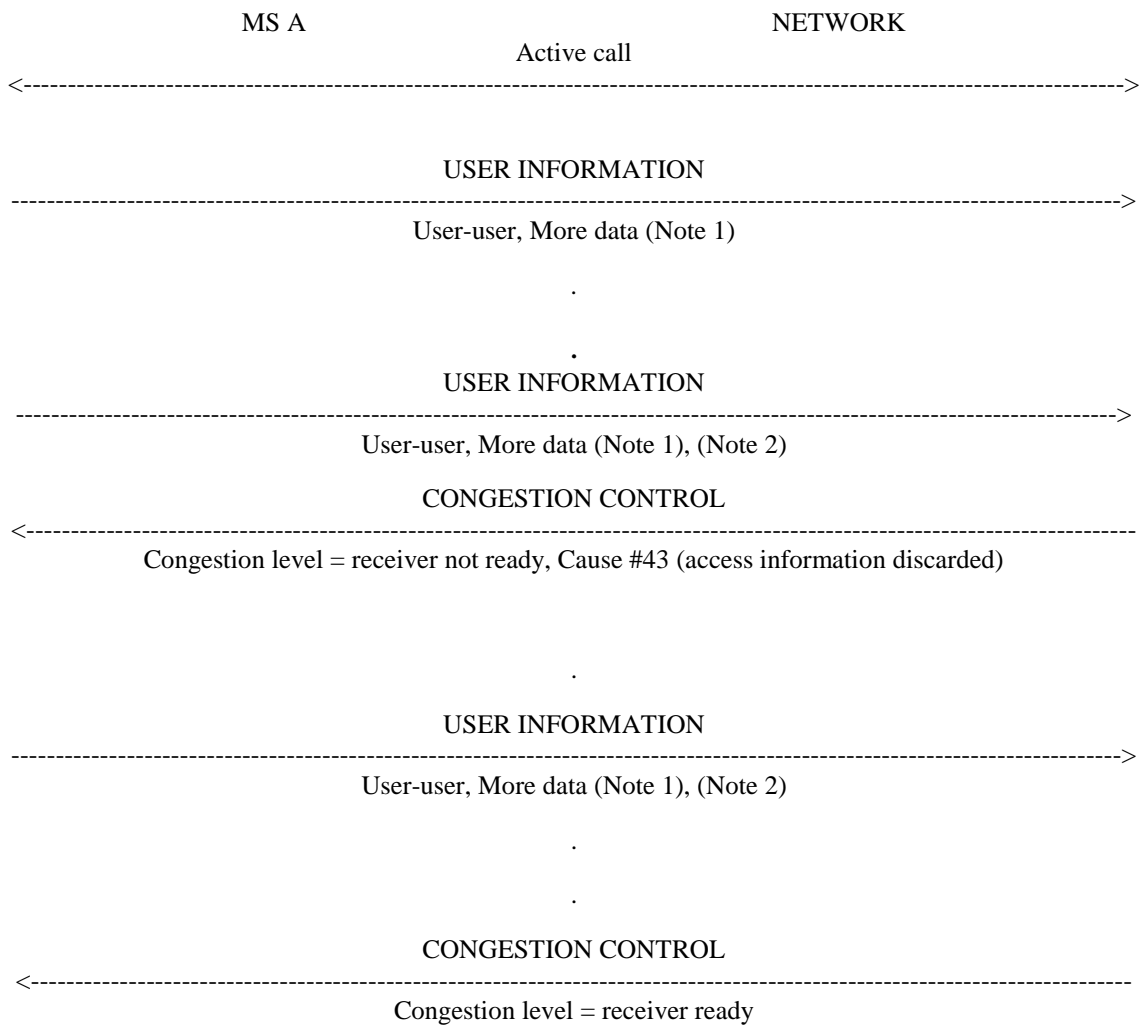 MS A NETWORK
Active call
<---------------------------------------------------------------------------------------------------------------------------->
USER INFORMATION
------------------------------------------------------------------------------------------------------------------------------>
User-user, More data (Note 1)
.
.
USER INFORMATION
----------------------------------------------------------------------------------------------------------------------------->
User-user, More data (Note 1), (Note 2)
CONGESTION CONTROL
<------------------------------------------------------------------------------------------------------------------------------
Congestion level = receiver not ready, Cause #43 (access information discarded)
.
USER INFORMATION
------------------------------------------------------------------------------------------------------------------------------>
User-user, More data (Note 1), (Note 2)
.
.
CONGESTION CONTROL
<-----------------------------------------------------------------------------------------------------------------------------
Congestion level = receiver ready